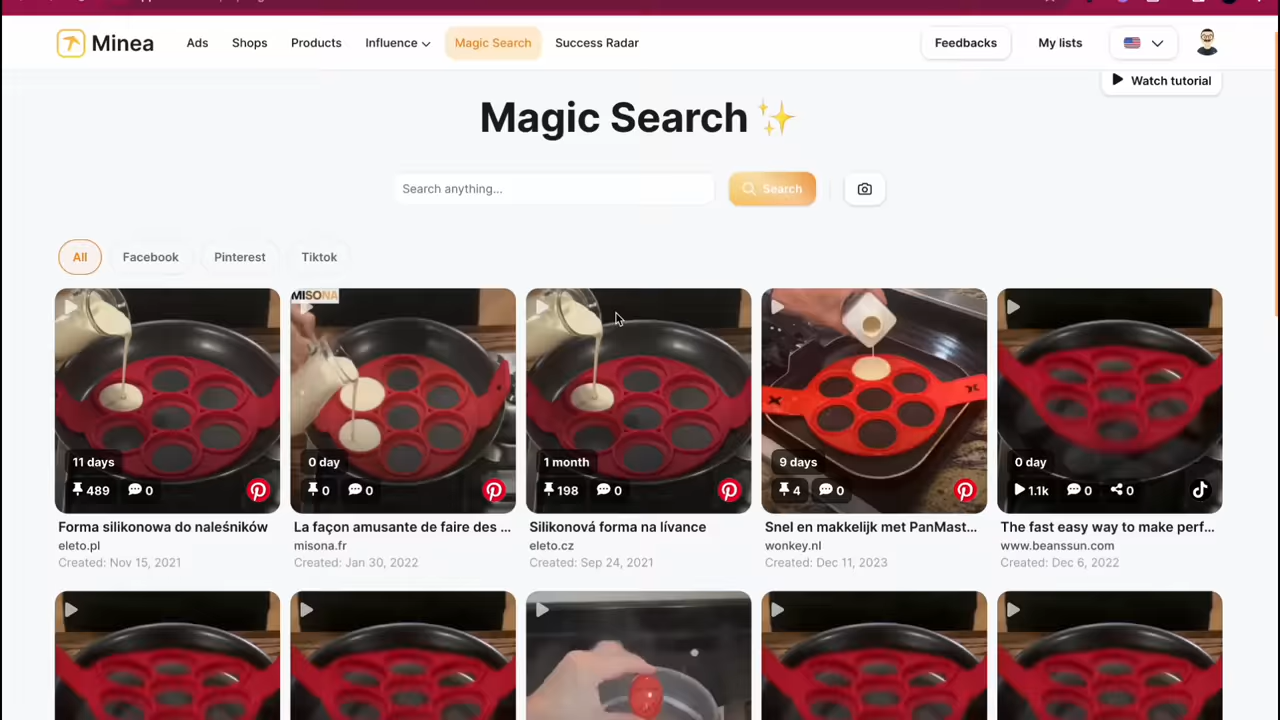 Minea
Ads Shops Products Influence Magic Search Success Radar Feedbacks My lists
Watch tutorial
Magic Search
Search anything... Search
All Facebook Pinterest Tiktok
MISONA
11 days 0 day 1 month 9 days 0 day
489 0 0 0 198 0 4 0 1.1k 0 0
Forma silikonowa do naleśników La façon amusante de faire des ... Silikonová forma na lívance Snel en makkelijk met PanMast... The fast easy way to make perf...
eleto.pl misona.fr eleto.cz wonkey.nl www.beanssun.com
Created: Nov 15, 2021 Created: Jan 30, 2022 Created: Sep 24, 2021 Created: Dec 11, 2023 Created: Dec 6, 2022